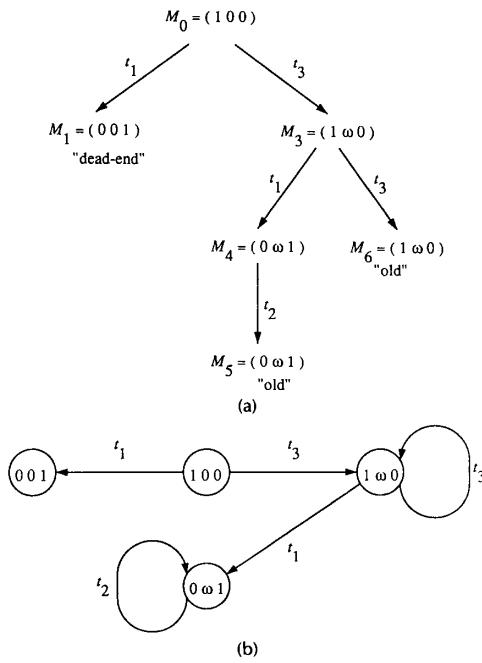 M0 = ( 1 0 0 )
t1
t3
M1 = ( 0 0 1 )
"dead-end"
M3 = ( 1 ω 0 )
t1
t3
M4 = ( 0 ω 1 )
M6 = ( 1 ω 0 )
"old"
t2
M5 = ( 0 ω 1 )
"old"
(a)
t1
t3
0 0 1
1 0 0
1 ω 0
t3
t1
t2
0 ω 1
(b)